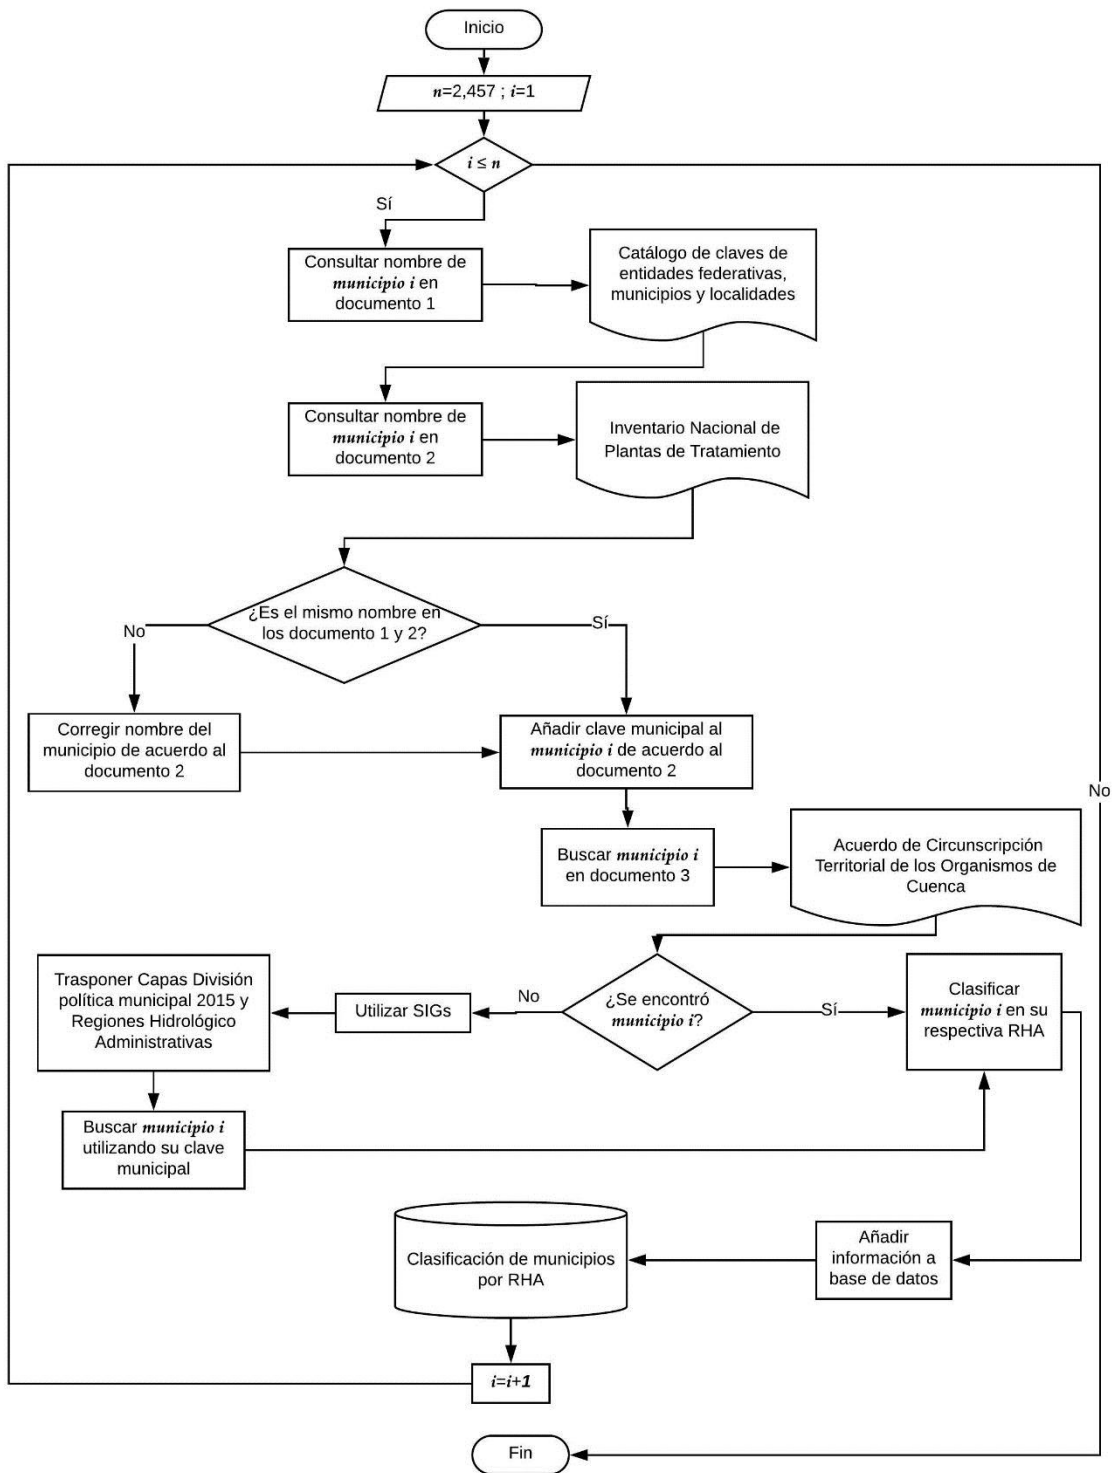 Inicio
n=2,457 ; i=1
i ≤ n
Sí
Consultar nombre de
municipio i en
documento 1
Catálogo de claves de
entidades federativas,
municipios y localidades
Consultar nombre de
municipio i en
documento 2
Inventario Nacional de
Plantas de Tratamiento
¿Es el mismo nombre en
los documento 1 y 2?
No
Sí
Corregir nombre del
municipio de acuerdo al
documento 2
Añadir clave municipal al
municipio i de acuerdo al
documento 2
No
Buscar municipio i
en documento 3
Acuerdo de Circunscripción
Territorial de los Organismos de
Cuenca
¿Se encontró
municipio i?
No
Sí
Utilizar SIGs
Trasponer Capas División
política municipal 2015 y
Regiones Hidrológico
Administrativas
Clasificar
municipio i en su
respectiva RHA
Buscar municipio i
utilizando su clave
municipal
Añadir
información a
base de datos
Clasificación de municipios
por RHA
i=i+1
Fin